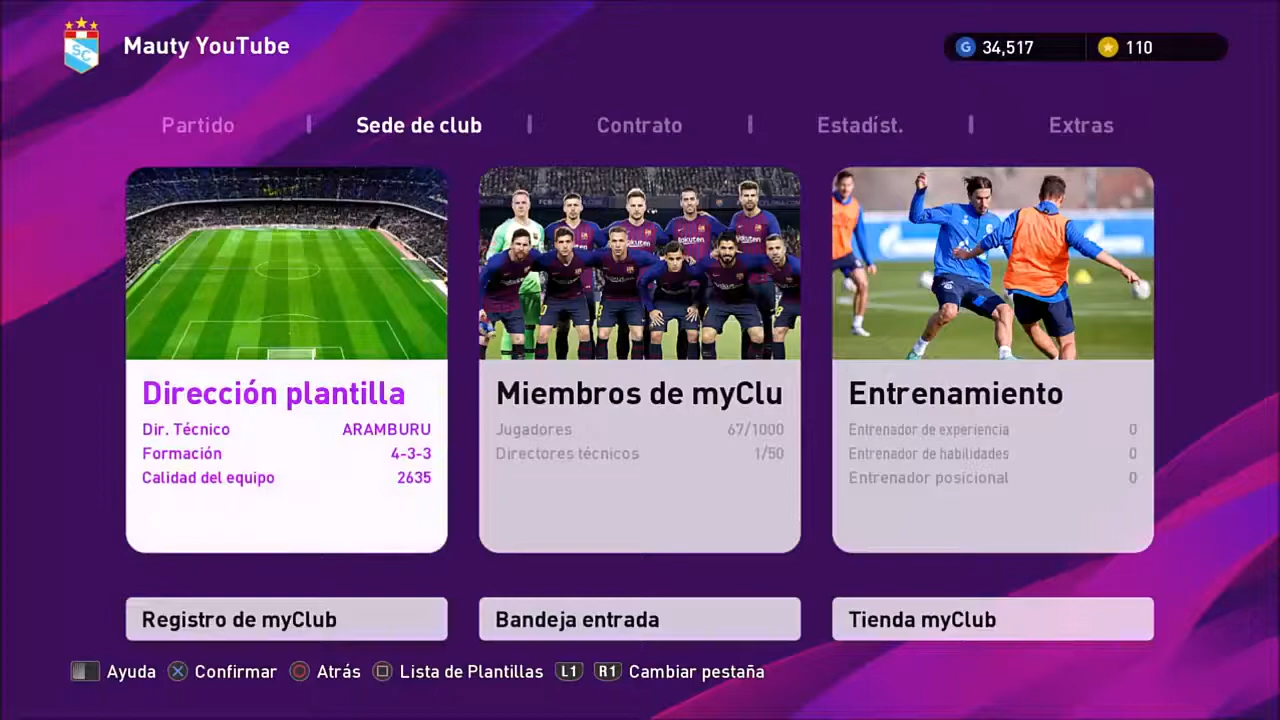 SC
Mauty YouTube
G 34,517
110
Partido
Sede de club
Contrato
Estadíst.
Extras
Dirección plantilla
Dir. Técnico ARAMBURU
Formación 4-3-3
Calidad del equipo 2635
Miembros de myClu
Jugadores 67/1000
Directores técnicos 1/50
Entrenamiento
Entrenador de experiencia 0
Entrenador de habilidades 0
Entrenador posicional 0
Registro de myClub
Bandeja entrada
Tienda myClub
Ayuda Confirmar Atrás Lista de Plantillas L1 R1 Cambiar pestaña